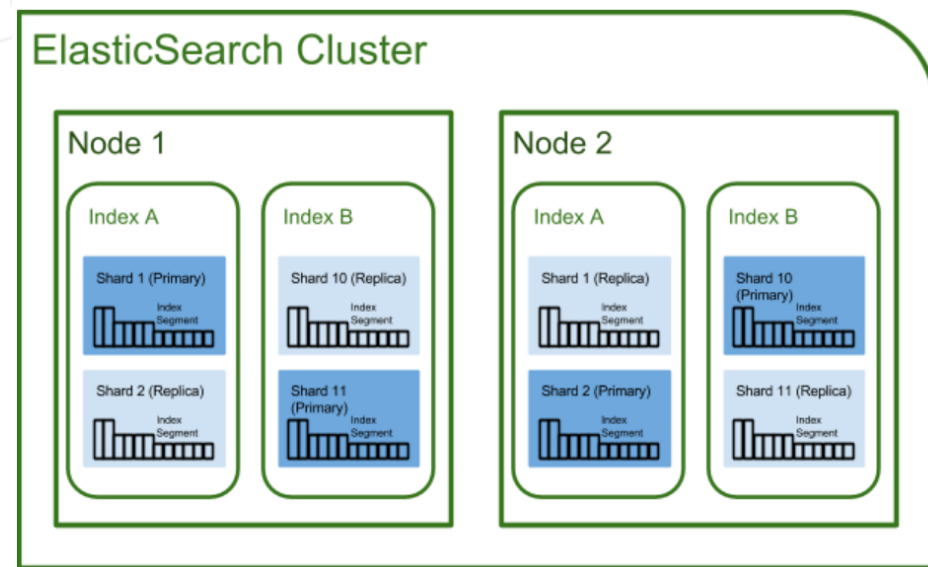 ElasticSearch Cluster
Node 1
Index A
Shard 1 (Primary)
Index
Segment
Shard 2 (Replica)
Index
Segment
Index B
Shard 10 (Replica)
Index
Segment
Shard 11
(Primary)
Index
Segment
Node 2
Index A
Shard 1 (Replica)
Index
Segment
Shard 2 (Primary)
Index
Segment
Index B
Shard 10
(Primary)
Index
Segment
Shard 11 (Replica)
Index
Segment